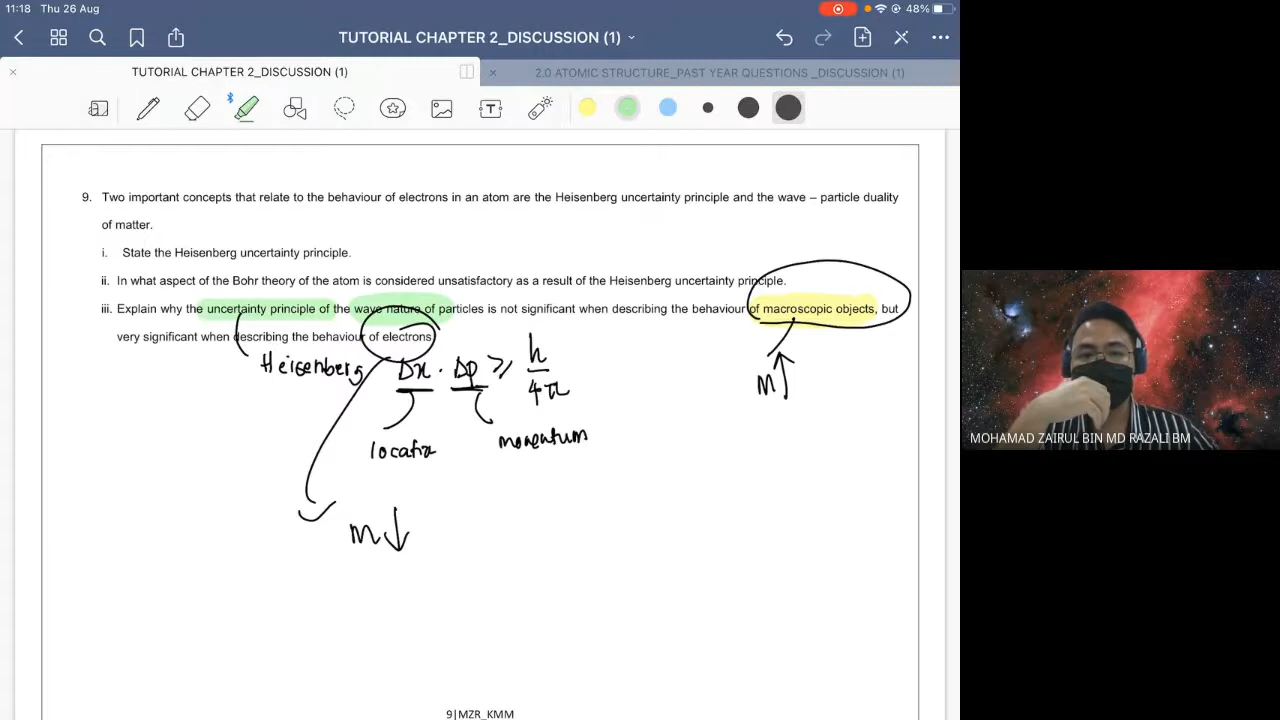 11:18 Thu 26 Aug 48%
TUTORIAL CHAPTER 2_DISCUSSION (1)
TUTORIAL CHAPTER 2_DISCUSSION (1) 2.0 ATOMIC STRUCTURE_PAST YEAR QUESTIONS _DISCUSSION (1)
T
9. Two important concepts that relate to the behaviour of electrons in an atom are the Heisenberg uncertainty principle and the wave – particle duality
of matter.
i. State the Heisenberg uncertainty principle.
ii. In what aspect of the Bohr theory of the atom is considered unsatisfactory as a result of the Heisenberg uncertainty principle.
iii. Explain why the uncertainty principle of the wave nature of particles is not significant when describing the behaviour of macroscopic objects, but
very significant when describing the behaviour of electrons.
Heisenberg Δx · Δp ≥ h/4π
m↑
locatn momentum
m↓
MOHAMAD ZAIRUL BIN MD RAZALI BM
9|MZR_KMM